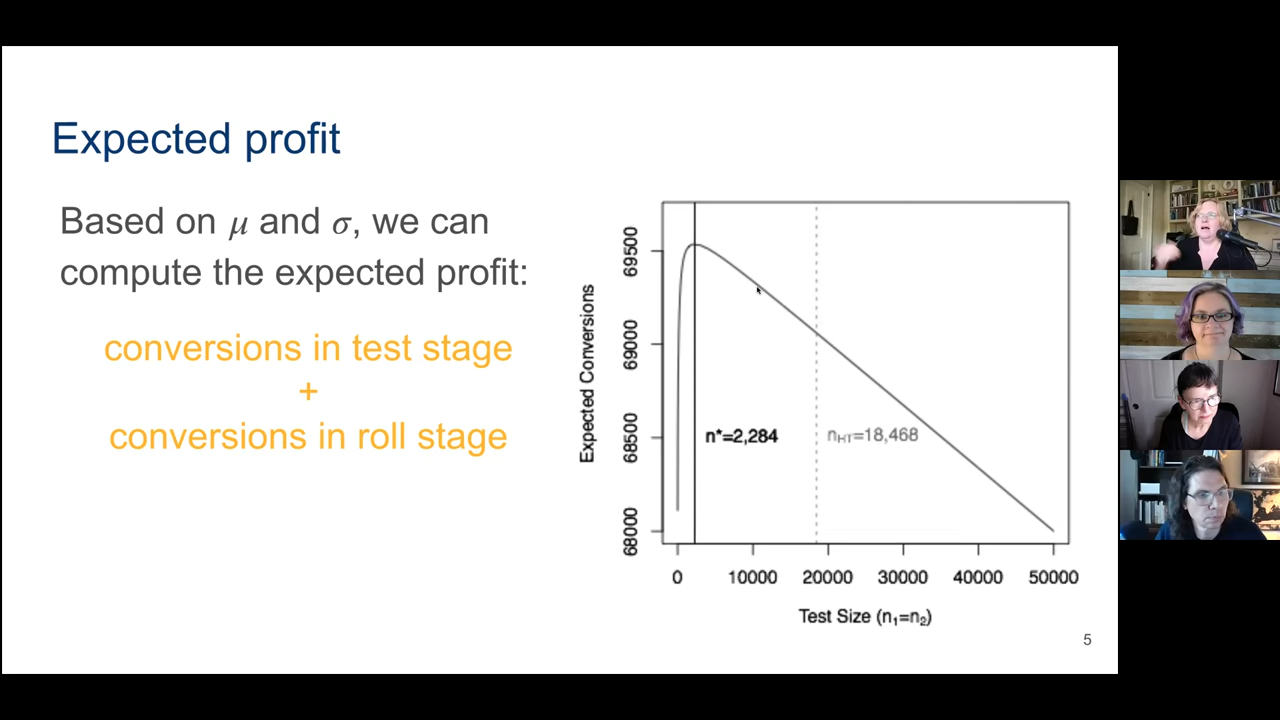 Expected profit
Based on μ and σ, we can
compute the expected profit:
conversions in test stage
+
conversions in roll stage
Expected Conversions
69500
69000
68500
68000
n*=2,284
nHT=18,468
0 10000 20000 30000 40000 50000
Test Size (n1=n2)
5